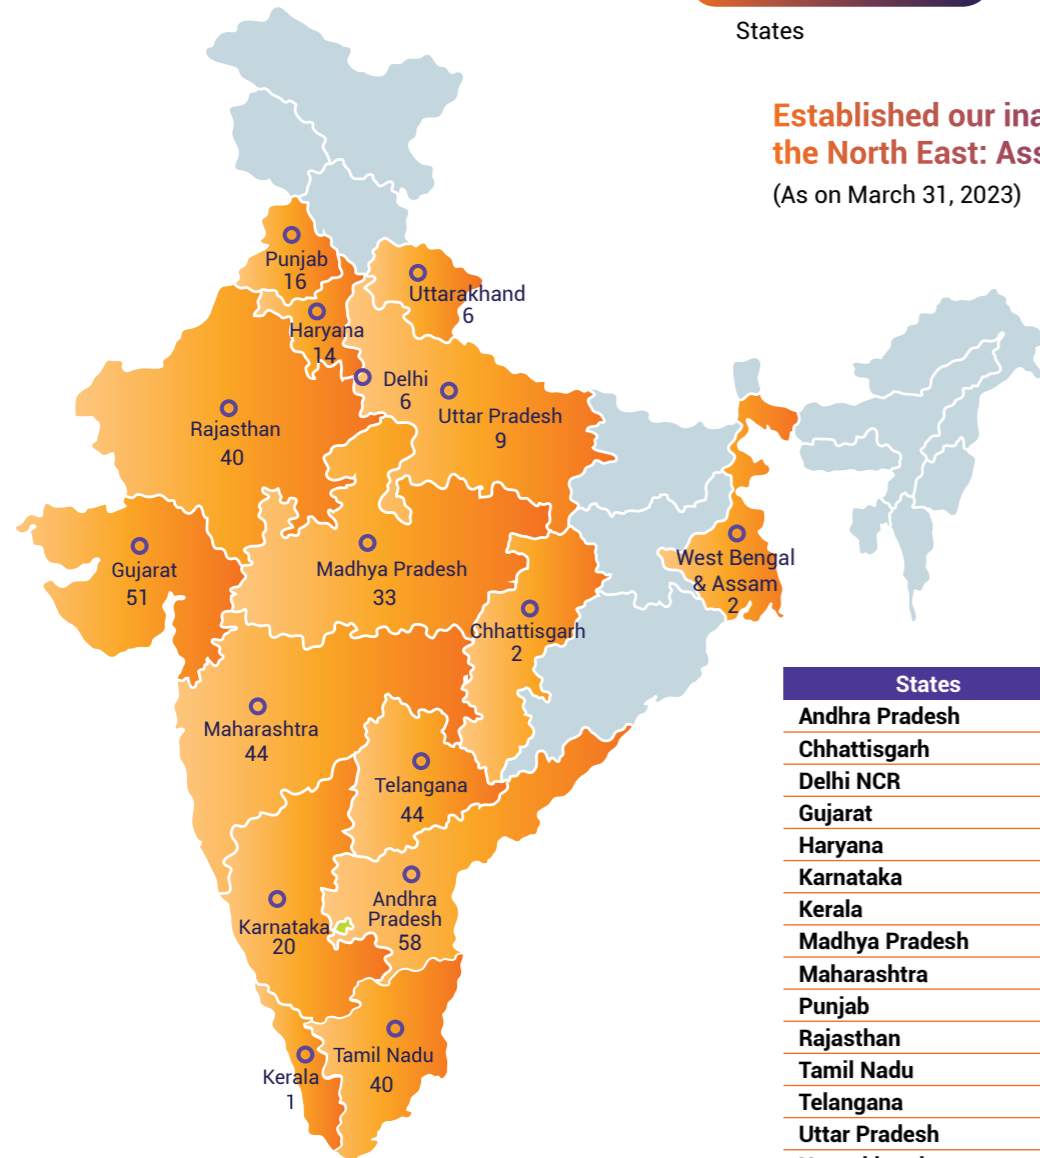 States
Established our
the North East:
(As on March 31, 2023)
Punjab
16
Uttarakhand
6
Haryana
14
Delhi
6
Uttar Pradesh
9
Rajasthan
40
Gujarat
51
Madhya Pradesh
33
West Bengal
& Assam
2
Chhattisgarh
2
Maharashtra
44
Telangana
44
Andhra
Pradesh
58
Karnataka
20
Tamil Nadu
40
Kerala
1
States
Andhra Pradesh
Chhattisgarh
Delhi NCR
Gujarat
Haryana
Karnataka
Kerala
Madhya Pradesh
Maharashtra
Punjab
Rajasthan
Tamil Nadu
Telangana
Uttar Pradesh